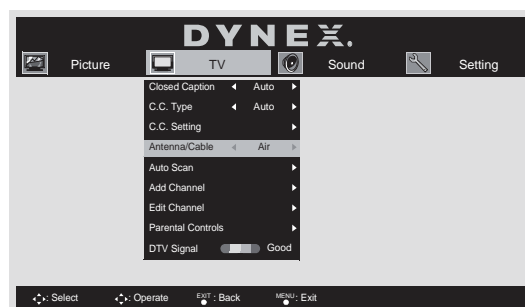 DYNEX.
Picture TV Sound Setting
Closed Caption Auto
C.C. Type Auto
C.C. Setting
Antenna/Cable Air
Auto Scan
Add Channel
Edit Channel
Parental Controls
DTV Signal Good
: Select : Operate EXIT : Back MENU : Exit